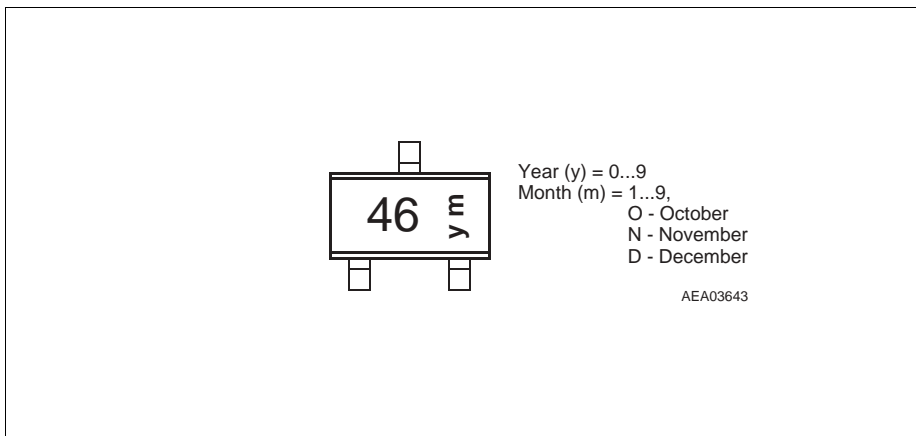 46
y m
Year (y) = 0...9
Month (m) = 1...9,
O - October
N - November
D - December
AEA03643